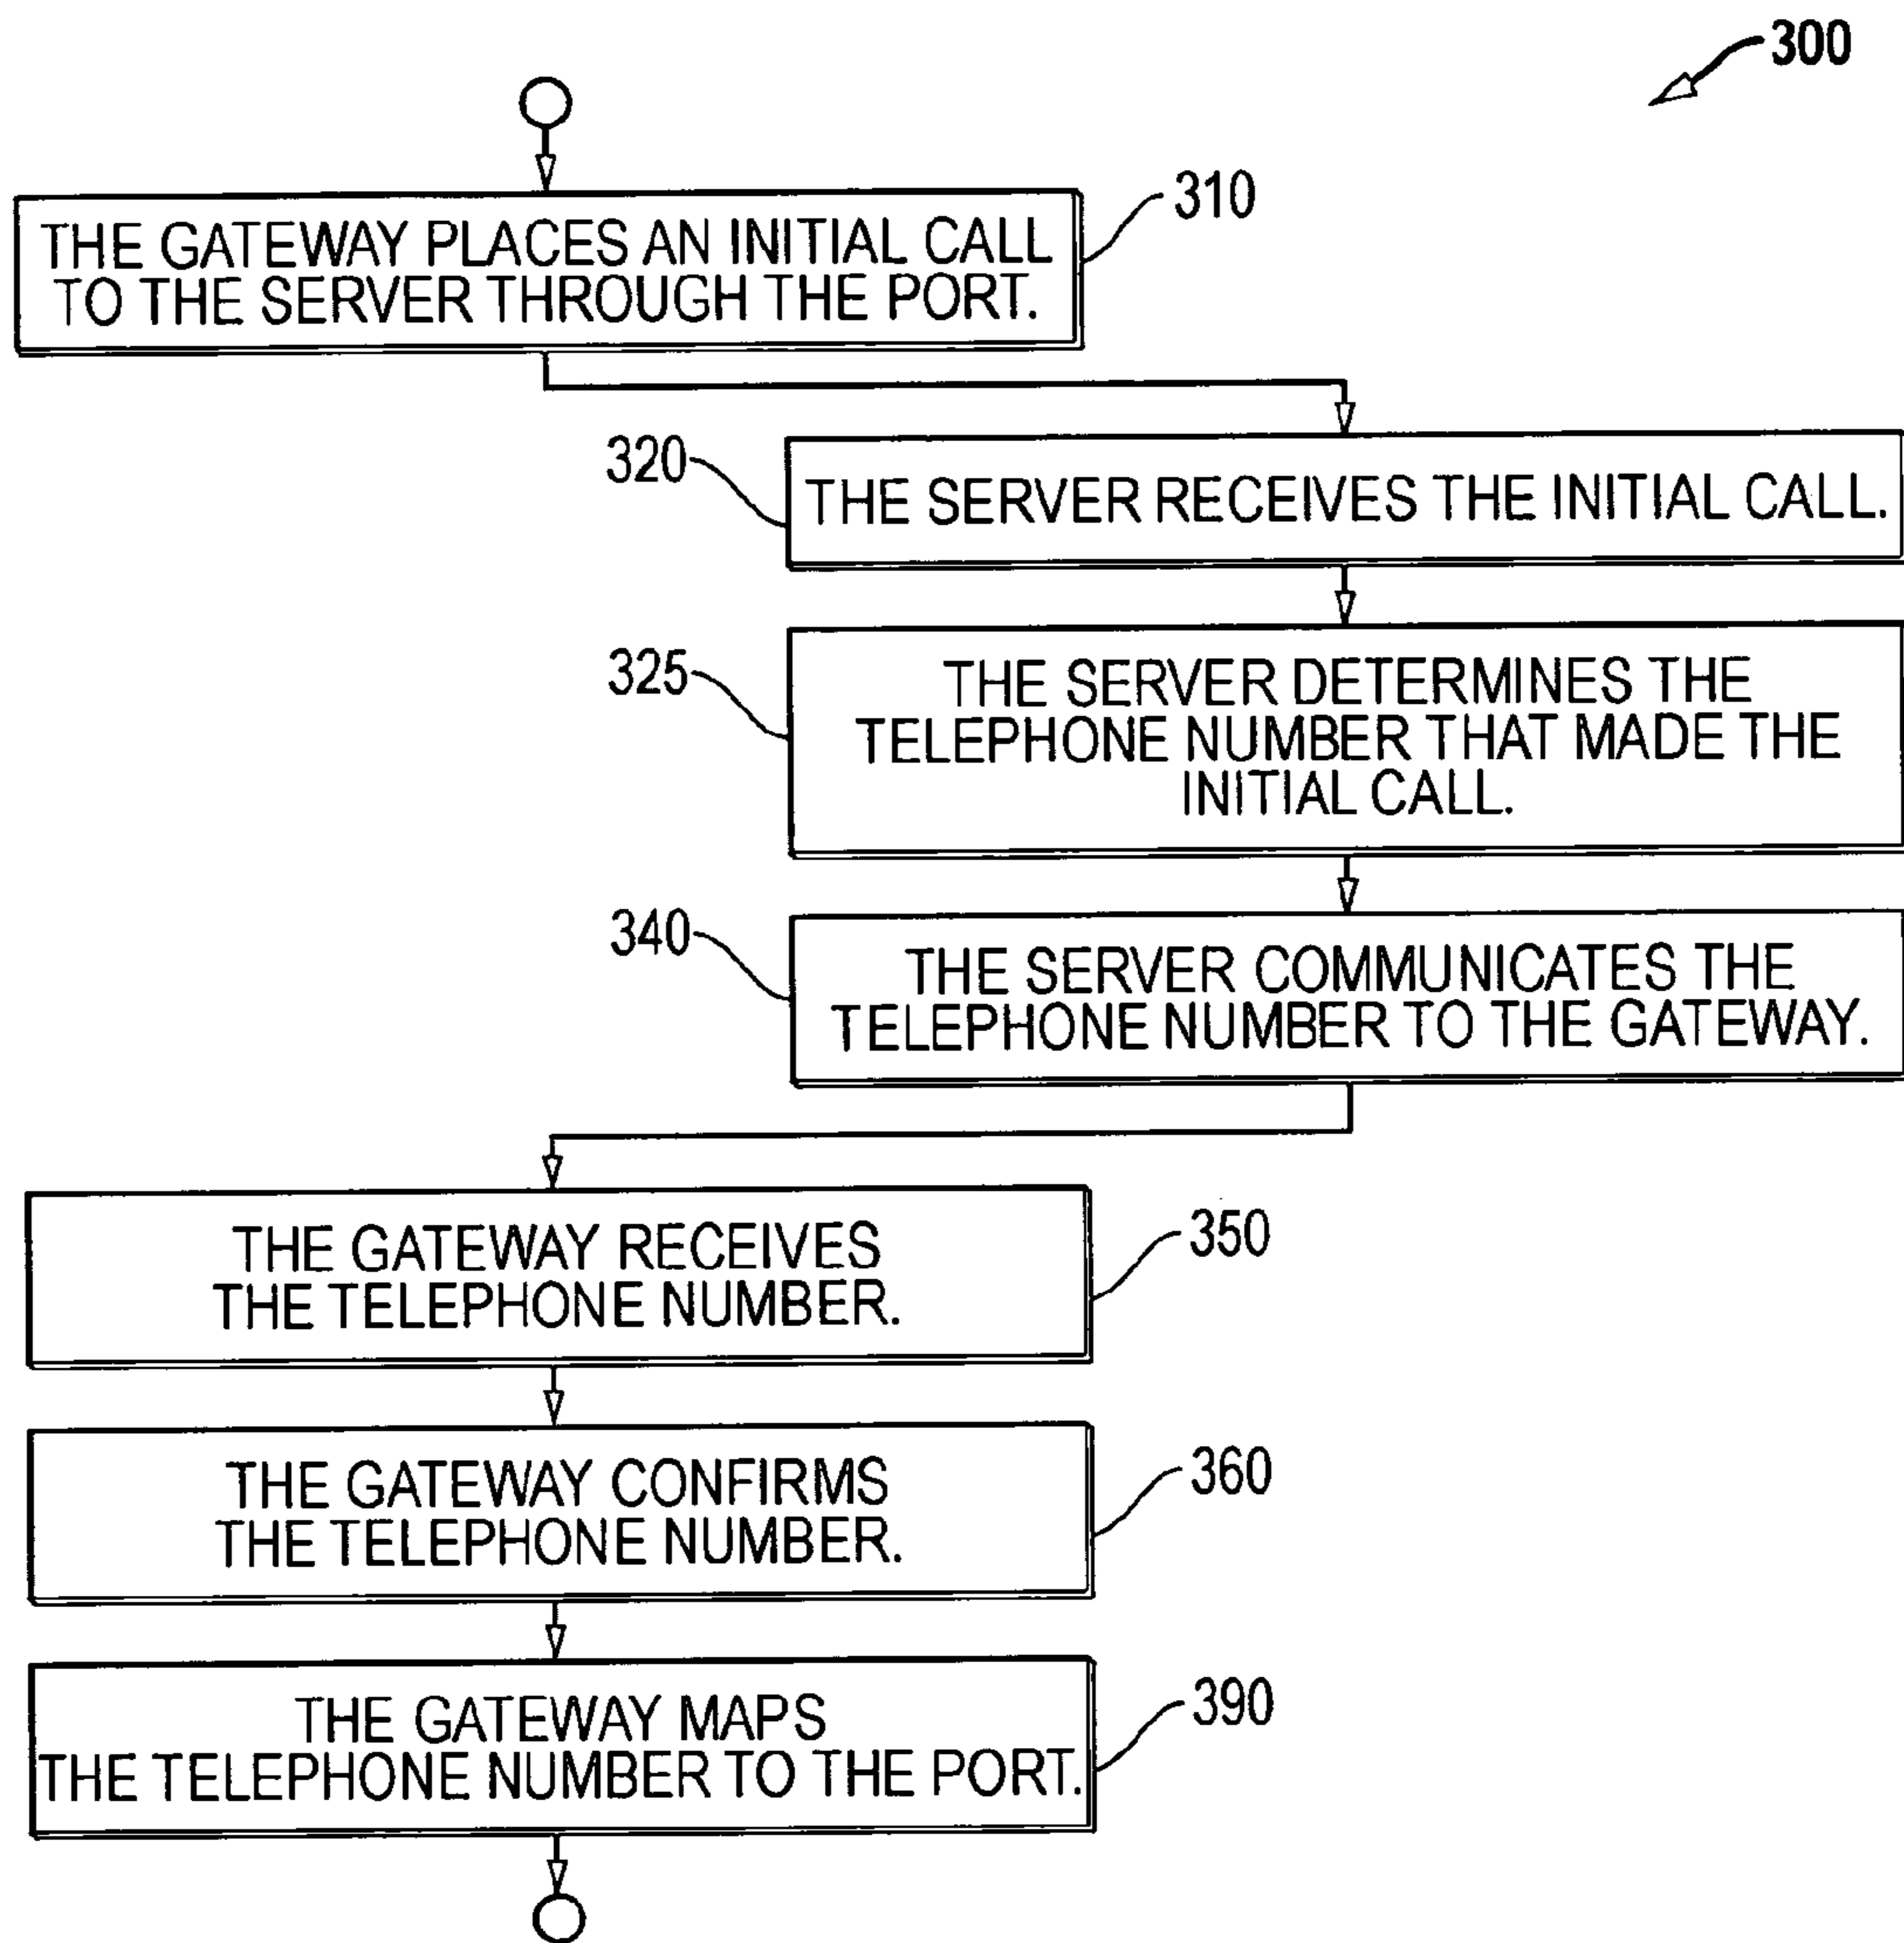 300
310
THE GATEWAY PLACES AN INITIAL CALL
TO THE SERVER THROUGH THE PORT.
320
THE SERVER RECEIVES THE INITIAL CALL.
325
THE SERVER DETERMINES THE
TELEPHONE NUMBER THAT MADE THE
INITIAL CALL.
340
THE SERVER COMMUNICATES THE
TELEPHONE NUMBER TO THE GATEWAY.
350
THE GATEWAY RECEIVES
THE TELEPHONE NUMBER.
360
THE GATEWAY CONFIRMS
THE TELEPHONE NUMBER.
390
THE GATEWAY MAPS
THE TELEPHONE NUMBER TO THE PORT.